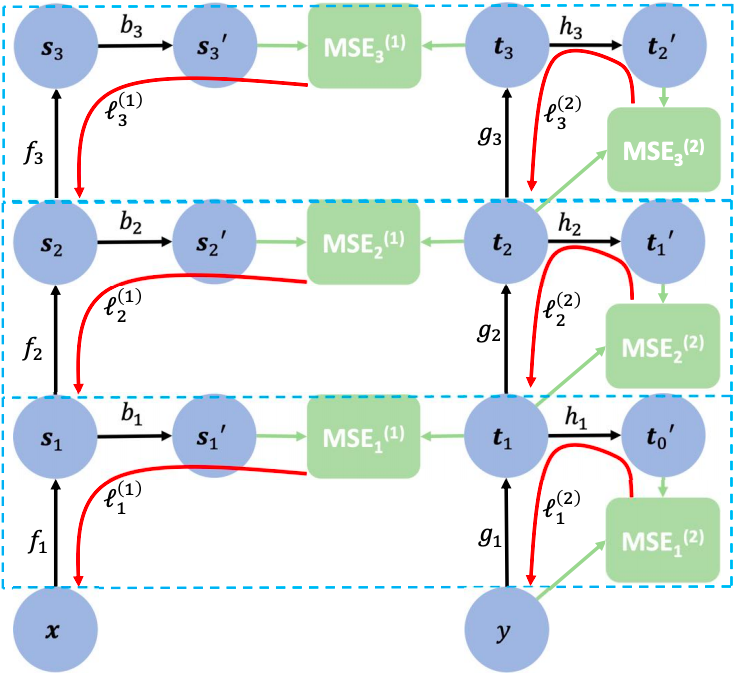 s₃ b₃ s₃′ MSE₃⁽¹⁾ t₃ h₃ t₂′
ℓ₃⁽¹⁾ ℓ₃⁽²⁾
f₃ g₃ MSE₃⁽²⁾
s₂ b₂ s₂′ MSE₂⁽¹⁾ t₂ h₂ t₁′
ℓ₂⁽¹⁾ ℓ₂⁽²⁾
f₂ g₂ MSE₂⁽²⁾
s₁ b₁ s₁′ MSE₁⁽¹⁾ t₁ h₁ t₀′
ℓ₁⁽¹⁾ ℓ₁⁽²⁾
f₁ g₁ MSE₁⁽²⁾
x y